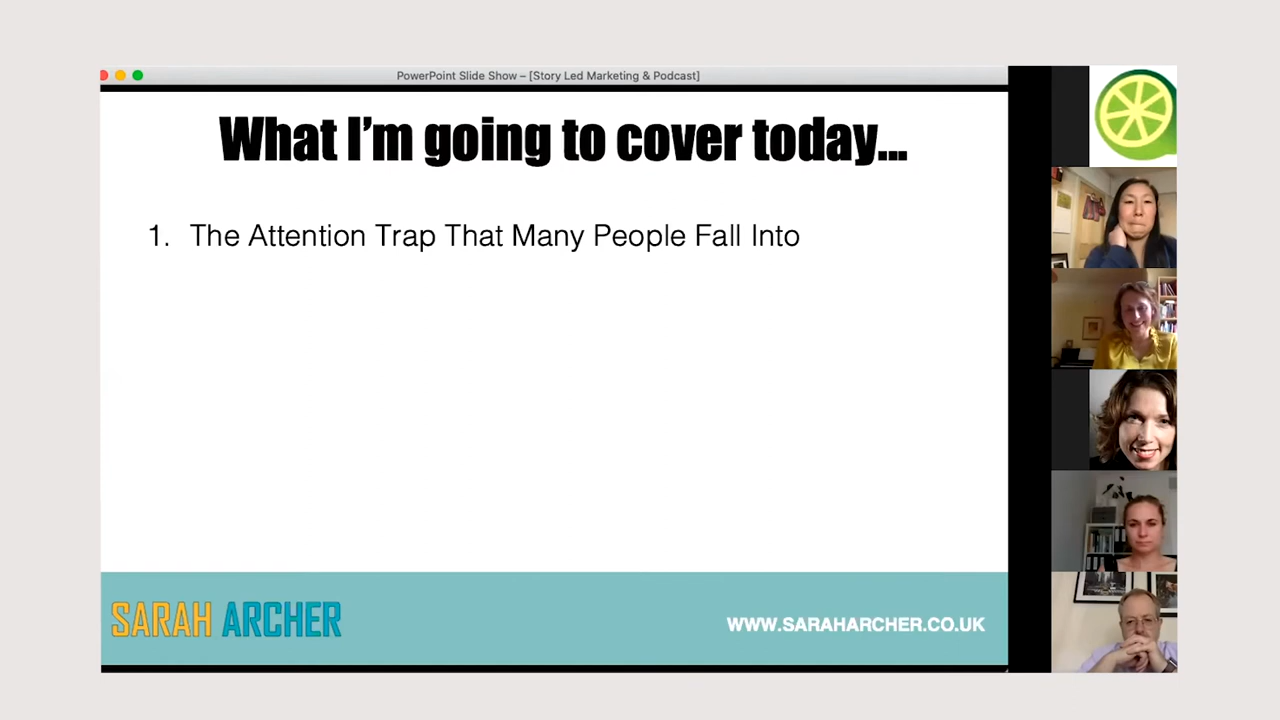 PowerPoint Slide Show – [Story Led Marketing & Podcast]
What I'm going to cover today...
1. The Attention Trap That Many People Fall Into
SARAH ARCHER
WWW.SARAHARCHER.CO.UK